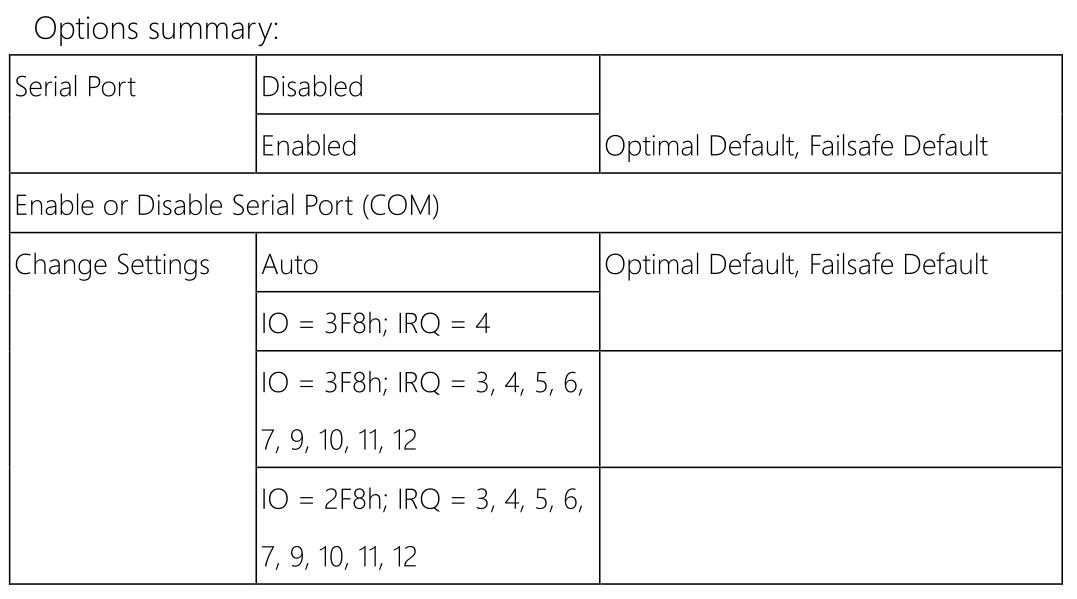 Options summary:
Serial Port
Disabled
Enabled
Optimal Default, Failsafe Default
Enable or Disable Serial Port (COM)
Change Settings
Auto
Optimal Default, Failsafe Default
IO = 3F8h; IRQ = 4
IO = 3F8h; IRQ = 3, 4, 5, 6,
7, 9, 10, 11, 12
IO = 2F8h; IRQ = 3, 4, 5, 6,
7, 9, 10, 11, 12